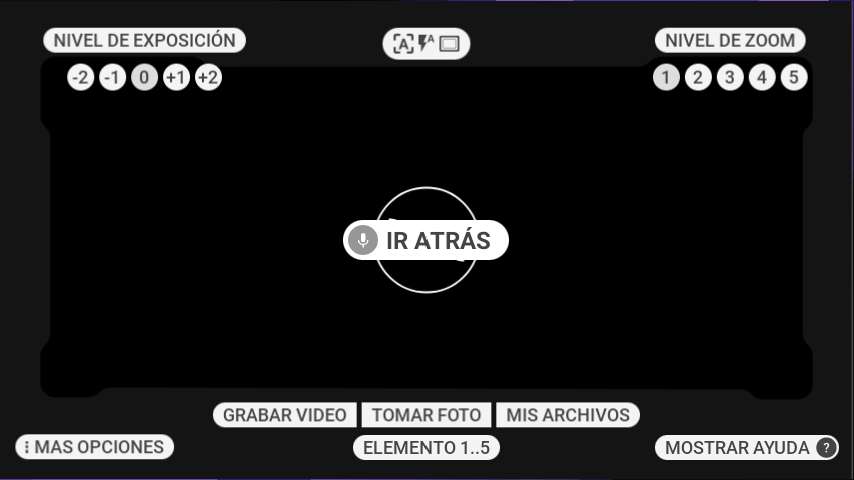 NIVEL DE EXPOSICIÓN
A A
NIVEL DE ZOOM
-2 -1 0 +1 +2
1 2 3 4 5
IR ATRÁS
GRABAR VIDEO TOMAR FOTO MIS ARCHIVOS
MAS OPCIONES
ELEMENTO 1..5
MOSTRAR AYUDA ?